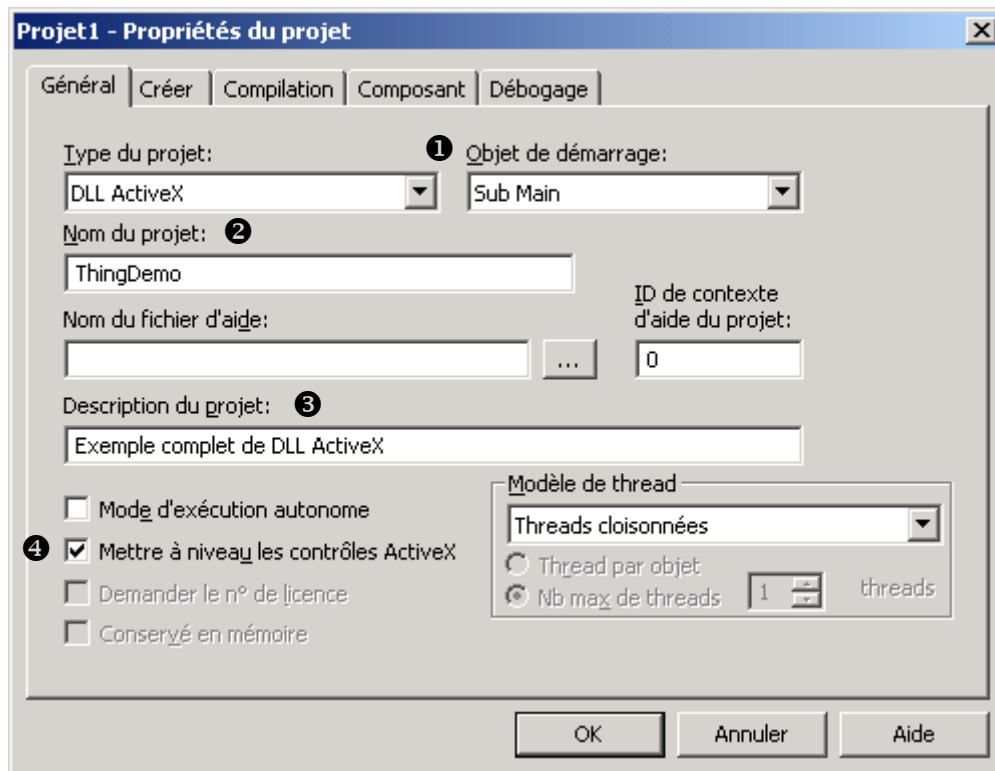 Projet1 - Propriétés du projet
Général Créer Compilation Composant Débogage
Type du projet: ❶ Objet de démarrage:
DLL ActiveX Sub Main
Nom du projet: ❷
ThingDemo
ID de contexte
Nom du fichier d'aide: d'aide du projet:
... 0
Description du projet: ❸
Exemple complet de DLL ActiveX
Modèle de thread
Mode d'exécution autonome
Threads cloisonnées
❹ Mettre à niveau les contrôles ActiveX
Thread par objet
Demander le nº de licence
Nb max de threads 1 threads
Conservé en mémoire
OK Annuler Aide